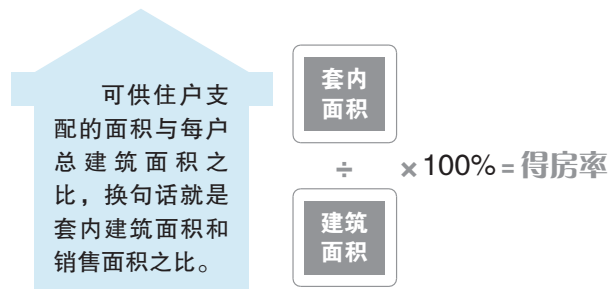 可供住户支
配的面积与每户
总建筑面积之
比，换句话就是
套内建筑面积和
销售面积之比。
套内
面积
÷ ×100%=得房率
建筑
面积